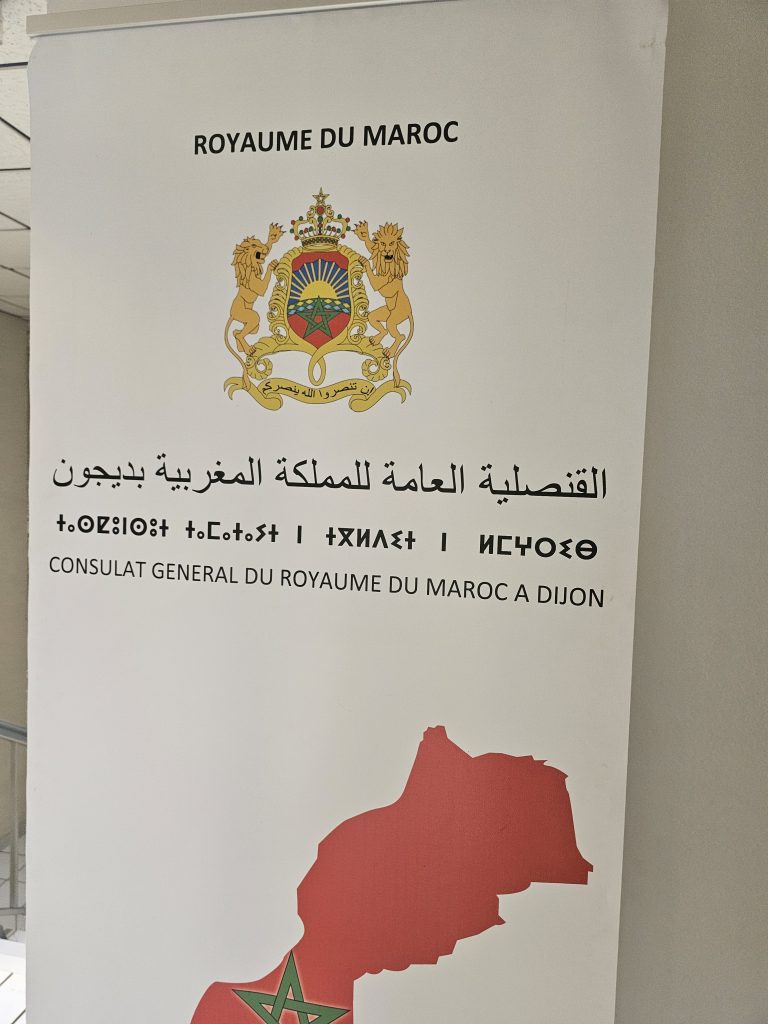 ROYAUME DU MAROC
إن تنصروا الله ينصركم
القنصلية العامة للمملكة المغربية بديجون
ⵜⴰⵙⵇⵓⵏⵙⵓⵜ ⵜⴰⵎⴰⵜⴰⵢⵜ ⵏ ⵜⴳⵍⴷⵉⵜ ⵏ ⵍⵎⵖⵔⵉⴱ
CONSULAT GENERAL DU ROYAUME DU MAROC A DIJON